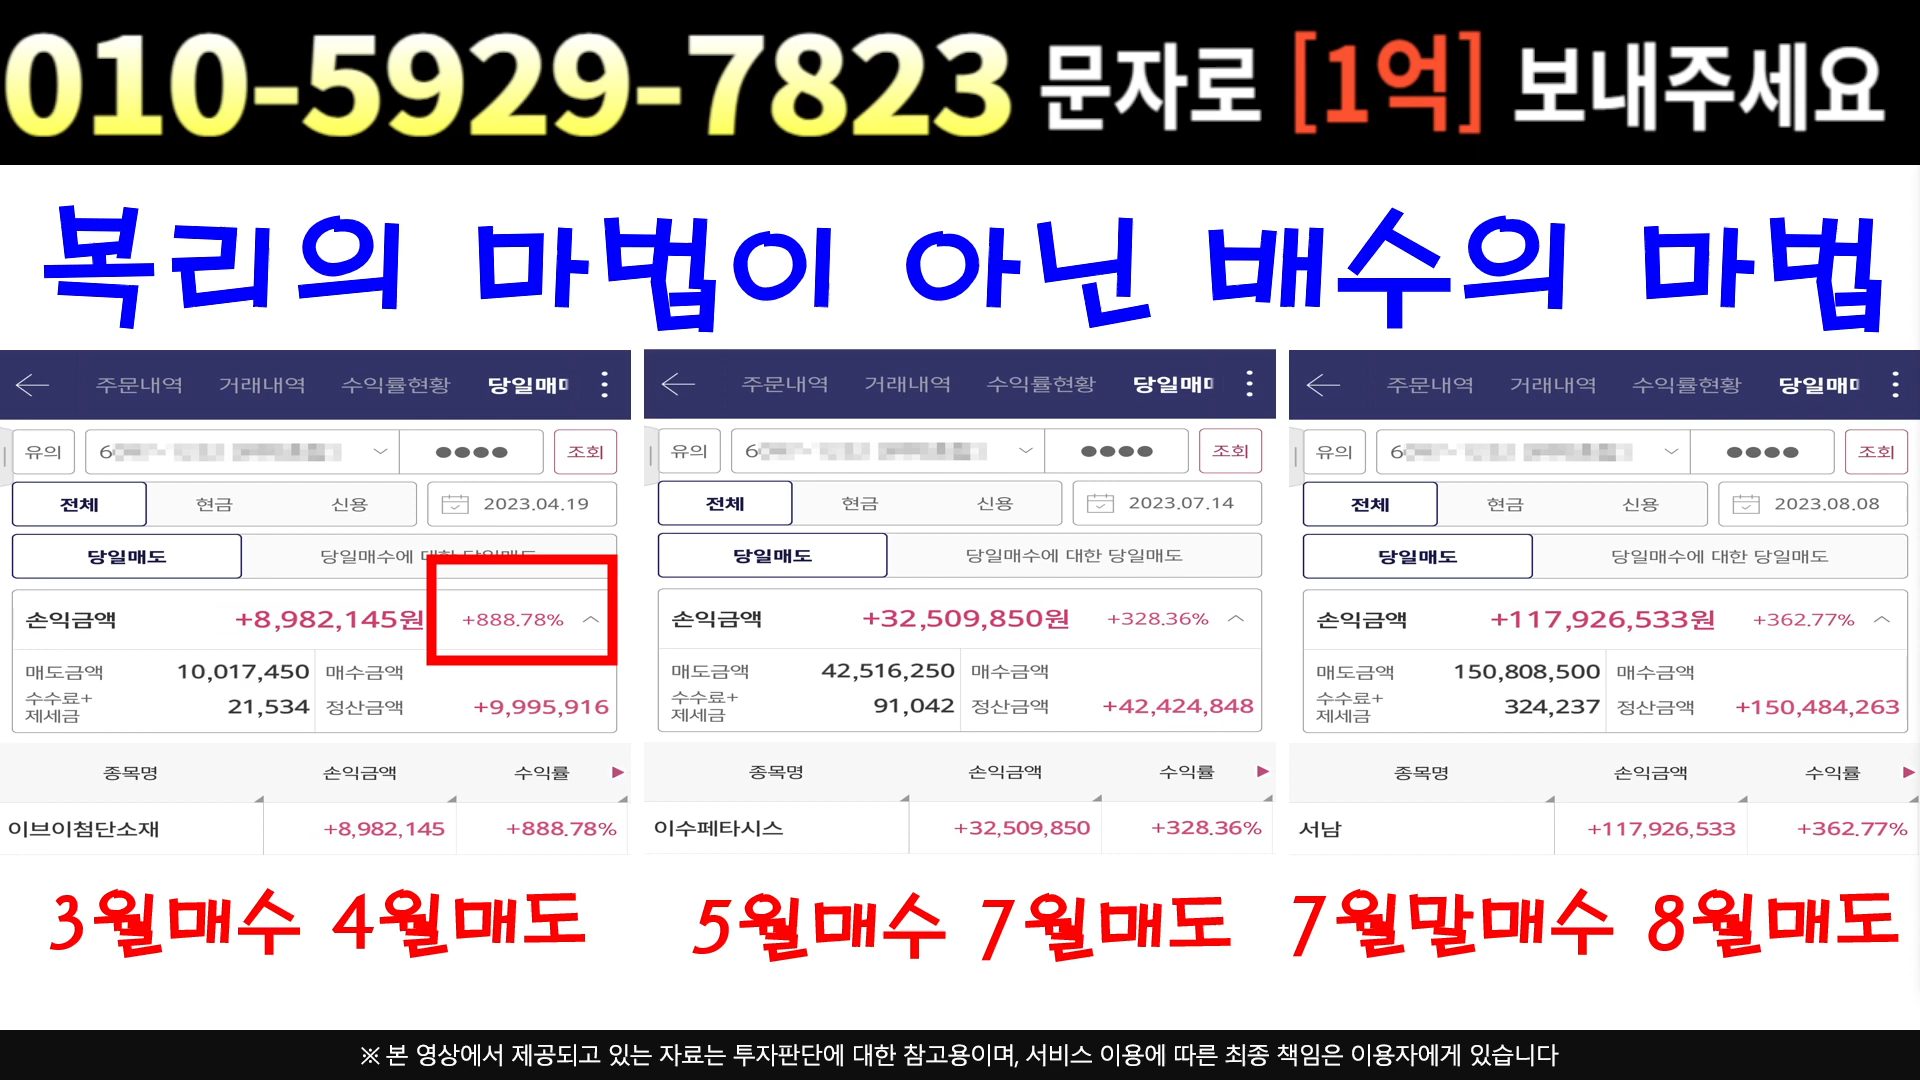 010-5929-7823 문자로 [1억] 보내주세요
복리의 마법이 아닌 배수의 마법
주문내역 거래내역 수익률현황 당일매
유의 6 ●●●● 조회
전체 현금 신용 2023.04.19
당일매도 당일매수에 대한 당일매도
손익금액 +8,982,145원 +888.78%
매도금액 10,017,450 매수금액
수수료+
제세금 21,534 정산금액 +9,995,916
종목명 손익금액 수익률
이브이첨단소재 +8,982,145 +888.78%
3월매수 4월매도
주문내역 거래내역 수익률현황 당일매
유의 6 ●●●● 조회
전체 현금 신용 2023.07.14
당일매도 당일매수에 대한 당일매도
손익금액 +32,509,850원 +328.36%
매도금액 42,516,250 매수금액
수수료+
제세금 91,042 정산금액 +42,424,848
종목명 손익금액 수익률
이수페타시스 +32,509,850 +328.36%
5월매수 7월매도
주문내역 거래내역 수익률현황 당일매
유의 6 ●●●● 조회
전체 현금 신용 2023.08.08
당일매도 당일매수에 대한 당일매도
손익금액 +117,926,533원 +362.77%
매도금액 150,808,500 매수금액
수수료+
제세금 324,237 정산금액 +150,484,263
종목명 손익금액 수익률
서남 +117,926,533 +362.77%
7월말매수 8월매도
※ 본 영상에서 제공되고 있는 자료는 투자판단에 대한 참고용이며, 서비스 이용에 따른 최종 책임은 이용자에게 있습니다